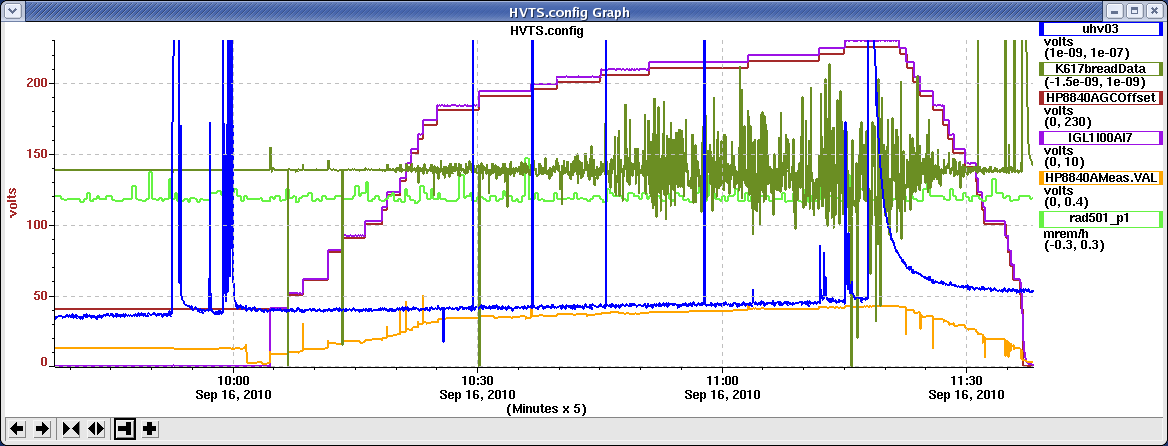 HVTS.config Graph
HVTS.config
volts
200
150
100
50
0
10:00
Sep 16, 2010
10:30
Sep 16, 2010
11:00
Sep 16, 2010
11:30
Sep 16, 2010
(Minutes x 5)
uhv03
volts
(1e-09, 1e-07)
K617breadData
(-1.5e-09, 1e-09)
HP8840AGCOffset
volts
(0, 230)
IGL1I00AI7
volts
(0, 10)
HP8840AMeas.VAL
volts
(0, 0.4)
rad501_p1
mrem/h
(-0.3, 0.3)